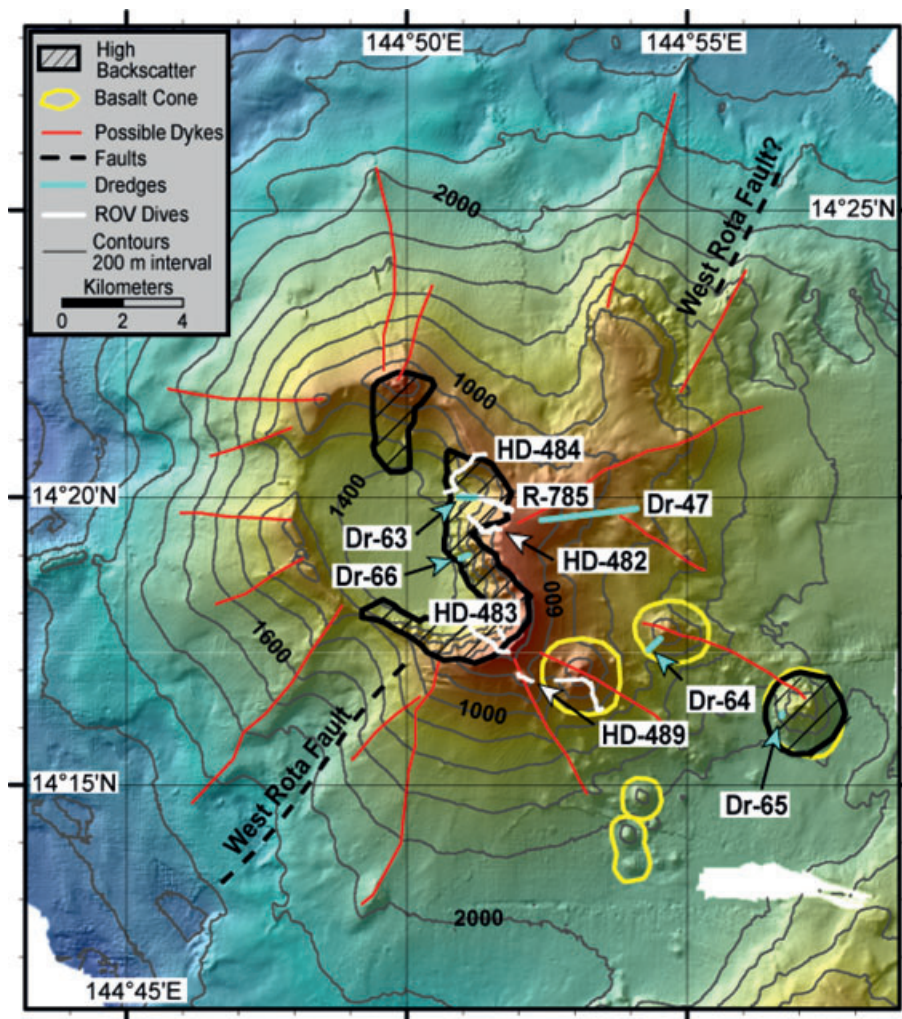 144°50'E
144°55'E
High
Backscatter
Basalt Cone
Possible Dykes
Faults
Dredges
ROV Dives
Contours
200 m interval
Kilometers
0 2 4
West Rota Fault?
2000
14°25'N
1000
HD-484
14°20'N
1400
R-785
Dr-47
Dr-63
HD-482
Dr-66
HD-483
600
1600
Dr-64
1000
HD-489
14°15'N
West Rota Fault
Dr-65
2000
144°45'E